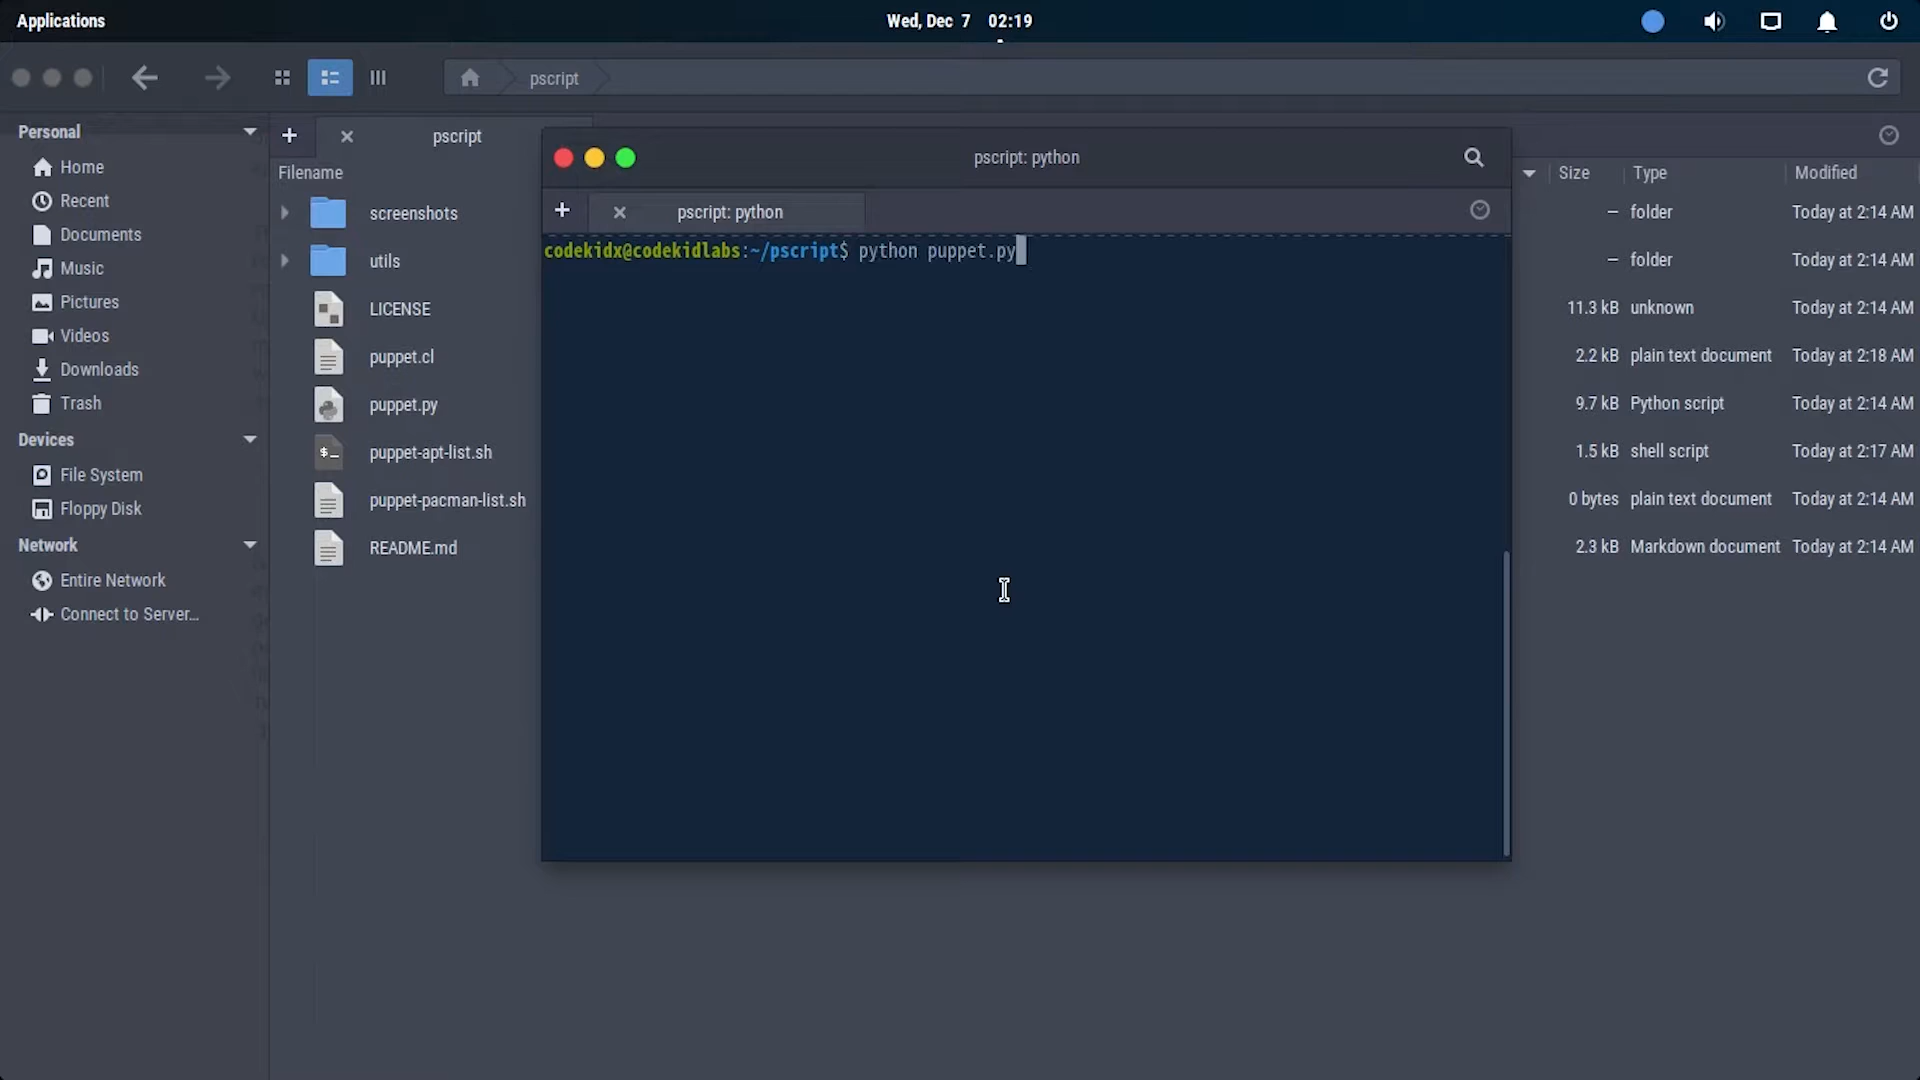 Applications
Wed, Dec 7 02:19
pscript
Personal
Home
Recent
Documents
Music
Pictures
Videos
Downloads
Trash
Devices
File System
Floppy Disk
Network
Entire Network
Connect to Server...
pscript
Filename
Size
Type
Modified
screenshots
– folder Today at 2:14 AM
utils
– folder Today at 2:14 AM
LICENSE
11.3 kB unknown Today at 2:14 AM
puppet.cl
2.2 kB plain text document Today at 2:18 AM
puppet.py
9.7 kB Python script Today at 2:14 AM
puppet-apt-list.sh
1.5 kB shell script Today at 2:17 AM
puppet-pacman-list.sh
0 bytes plain text document Today at 2:14 AM
README.md
2.3 kB Markdown document Today at 2:14 AM
pscript: python
pscript: python
codekidx@codekidlabs:~/pscript$ python puppet.py